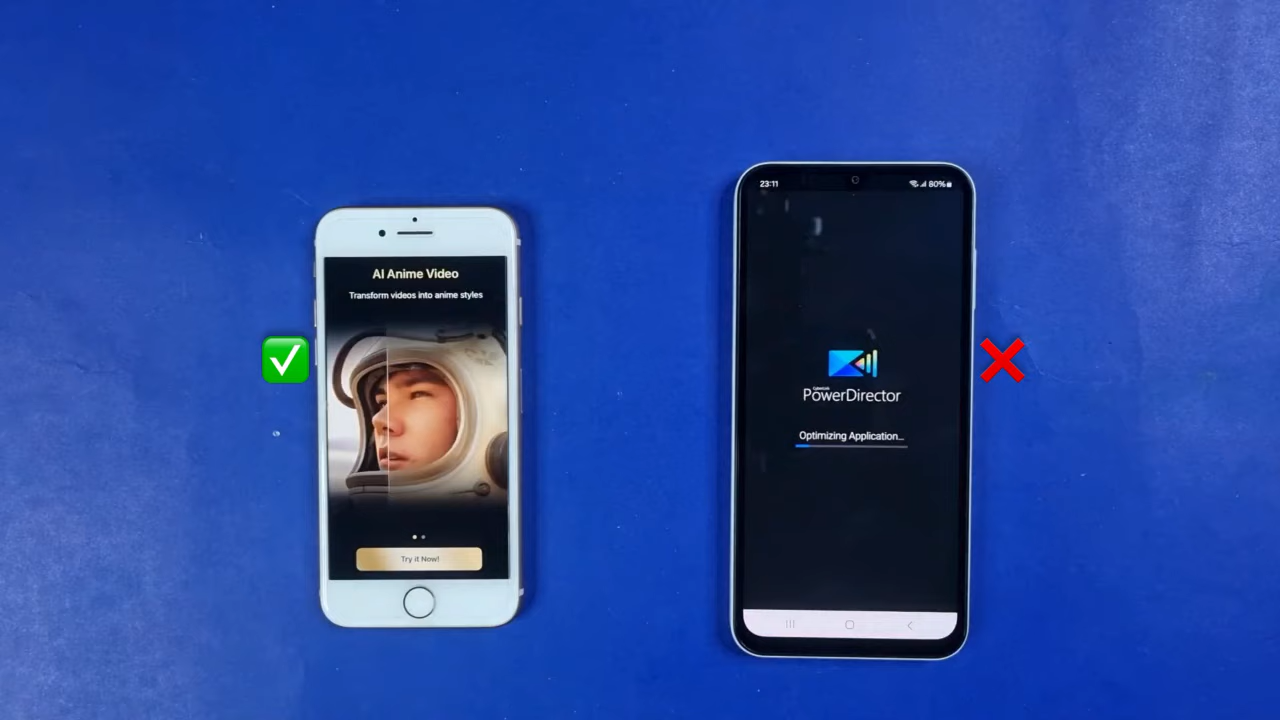 AI Anime Video
Transform videos into anime styles
Try it Now!
23:11
80%
CyberLink
PowerDirector
Optimizing Application...